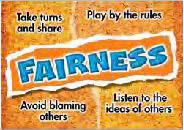 Take turns
and share
Play by the rules
FAIRNESS
Avoid blaming
others
Listen to the
ideas of others